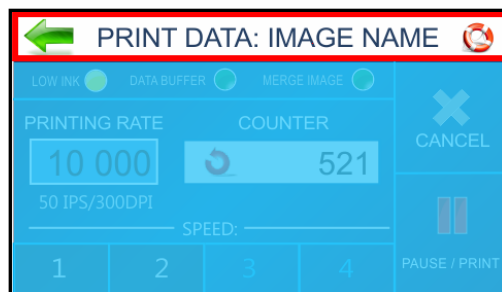 PRINT DATA: IMAGE NAME
LOW INK DATA BUFFER MERGE IMAGE
PRINTING RATE COUNTER
CANCEL
10 000 521
50 IPS/300DPI
SPEED:
1 2 3 4
PAUSE / PRINT